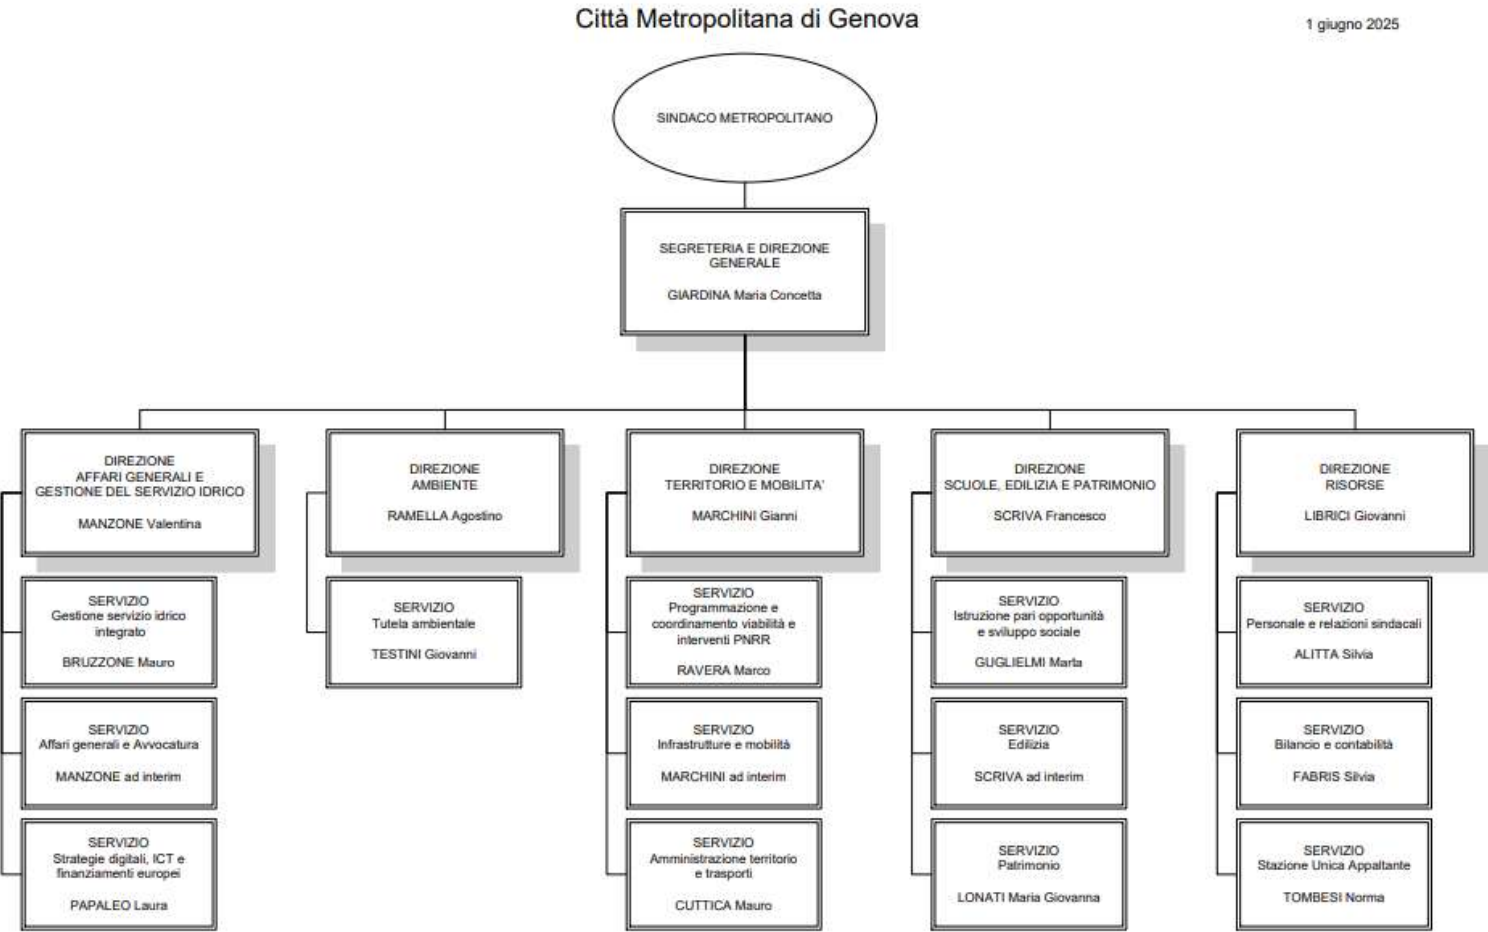 Città Metropolitana di Genova
1 giugno 2025
SINDACO METROPOLITANO
SEGRETERIA E DIREZIONE
GENERALE
GIARDINA Maria Concetta
DIREZIONE
AFFARI GENERALI E
GESTIONE DEL SERVIZIO IDRICO
MANZONE Valentina
DIREZIONE
AMBIENTE
RAMELLA Agostino
DIREZIONE
TERRITORIO E MOBILITA'
MARCHINI Gianni
DIREZIONE
SCUOLE, EDILIZIA E PATRIMONIO
SCRIVA Francesco
DIREZIONE
RISORSE
LIBRICI Giovanni
SERVIZIO
Gestione servizio idrico
integrato
BRUZZONE Mauro
SERVIZIO
Tutela ambientale
TESTINI Giovanni
SERVIZIO
Programmazione e
coordinamento viabilità e
interventi PNRR
RAVERA Marco
SERVIZIO
Istruzione pari opportunità
e sviluppo sociale
GUGLIELMI Marta
SERVIZIO
Personale e relazioni sindacali
ALITTA Silvia
SERVIZIO
Affari generali e Avvocatura
MANZONE ad interim
SERVIZIO
Infrastrutture e mobilità
MARCHINI ad interim
SERVIZIO
Edilizia
SCRIVA ad interim
SERVIZIO
Bilancio e contabilità
FABRIS Silvia
SERVIZIO
Strategie digitali, ICT e
finanziamenti europei
PAPALEO Laura
SERVIZIO
Amministrazione territorio
e trasporti
CUTTICA Mauro
SERVIZIO
Patrimonio
LONATI Maria Giovanna
SERVIZIO
Stazione Unica Appaltante
TOMBESI Norma